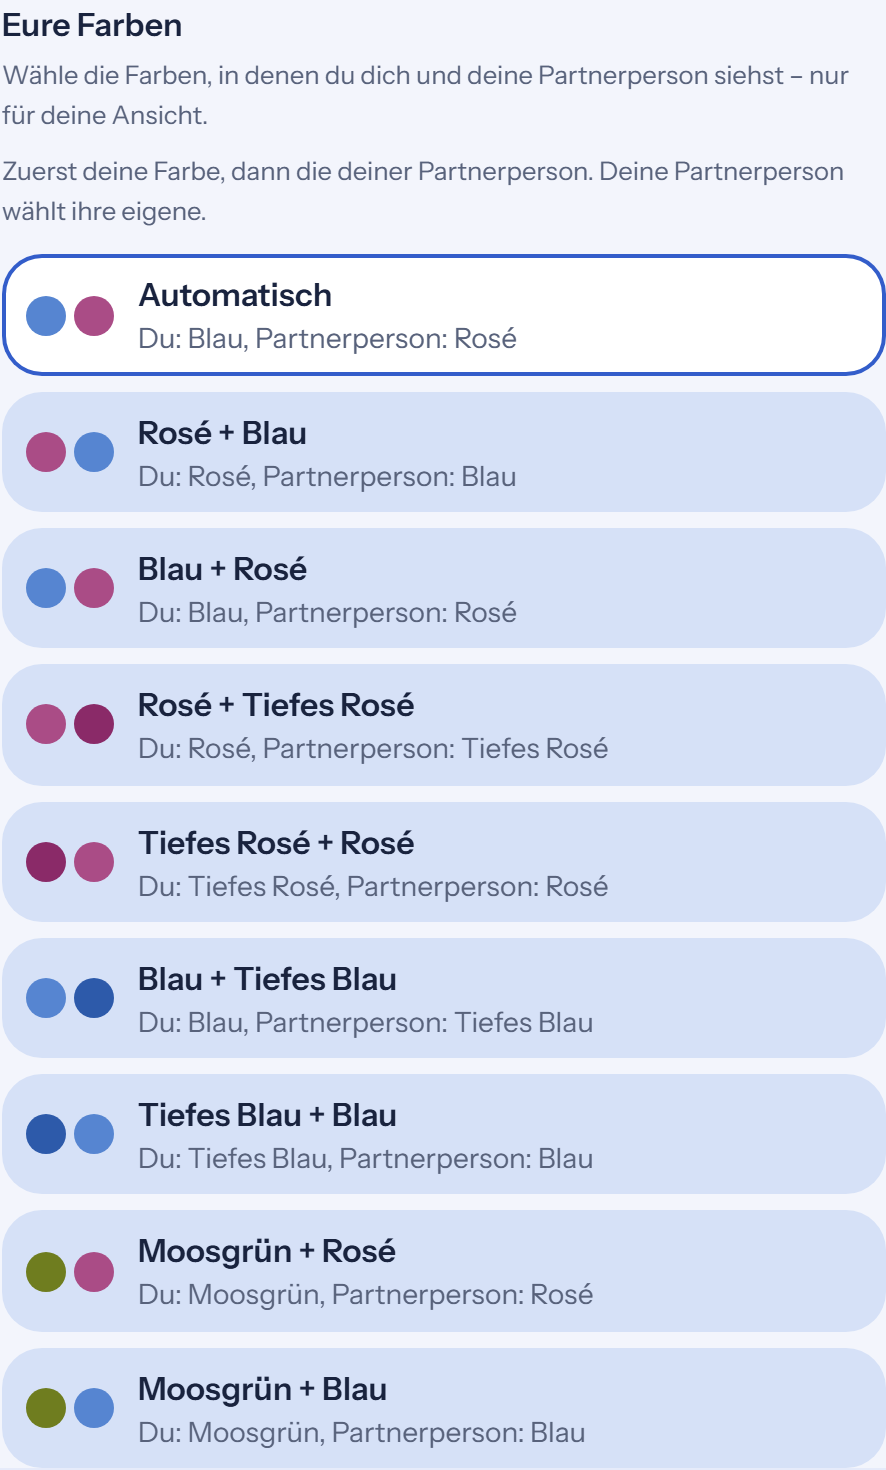 Eure Farben
Wähle die Farben, in denen du dich und deine Partnerperson siehst – nur
für deine Ansicht.
Zuerst deine Farbe, dann die deiner Partnerperson. Deine Partnerperson
wählt ihre eigene.
Automatisch
Du: Blau, Partnerperson: Rosé
Rosé + Blau
Du: Rosé, Partnerperson: Blau
Blau + Rosé
Du: Blau, Partnerperson: Rosé
Rosé + Tiefes Rosé
Du: Rosé, Partnerperson: Tiefes Rosé
Tiefes Rosé + Rosé
Du: Tiefes Rosé, Partnerperson: Rosé
Blau + Tiefes Blau
Du: Blau, Partnerperson: Tiefes Blau
Tiefes Blau + Blau
Du: Tiefes Blau, Partnerperson: Blau
Moosgrün + Rosé
Du: Moosgrün, Partnerperson: Rosé
Moosgrün + Blau
Du: Moosgrün, Partnerperson: Blau